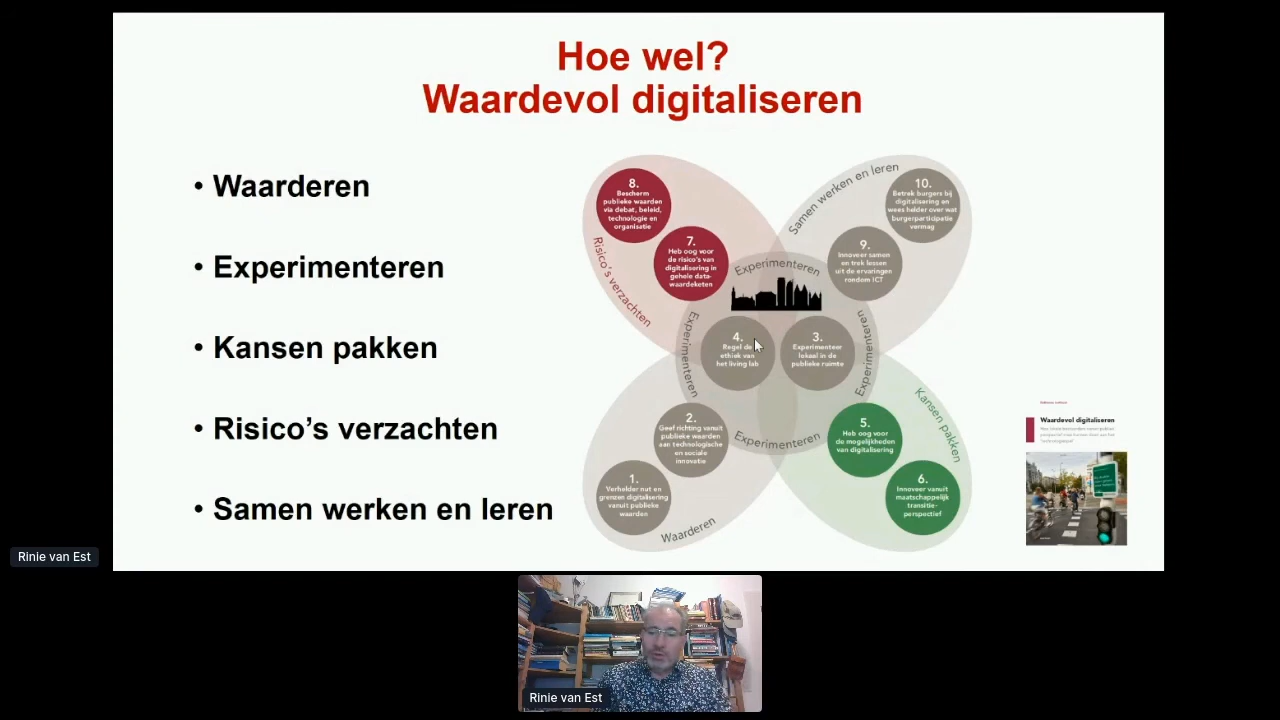 Hoe wel?
Waardevol digitaliseren
• Waarderen
• Experimenteren
• Kansen pakken
• Risico's verzachten
• Samen werken en leren
8.
Bescherm
publieke waarden
via debat, beleid,
technologie en
organisatie
7.
Heb oog voor
de risico's van
digitalisering in
gehele data-
waardeketen
Risico's verzachten
Samen werken en leren
10.
Betrek burgers bij
digitalisering en
wees helder over wat
burgerparticipatie
vermag
9.
Innoveer samen
en trek lessen
uit de ervaringen
rondom ICT
Experimenteren
Experimenteren
Experimenteren
Experimenteren
4.
Regel de
ethiek van
het living lab
3.
Experimenteer
lokaal in de
publieke ruimte
2.
Geef richting vanuit
publieke waarden
aan technologische
en sociale
innovatie
1.
Verhelder nut en
grenzen digitalisering
vanuit publieke
waarden
Waarderen
5.
Heb oog voor
de mogelijkheden
van digitalisering
6.
Innoveer vanuit
maatschappelijk
transitie-
perspectief
Kansen pakken
Waardevol digitaliseren
Rinie van Est
Rinie van Est